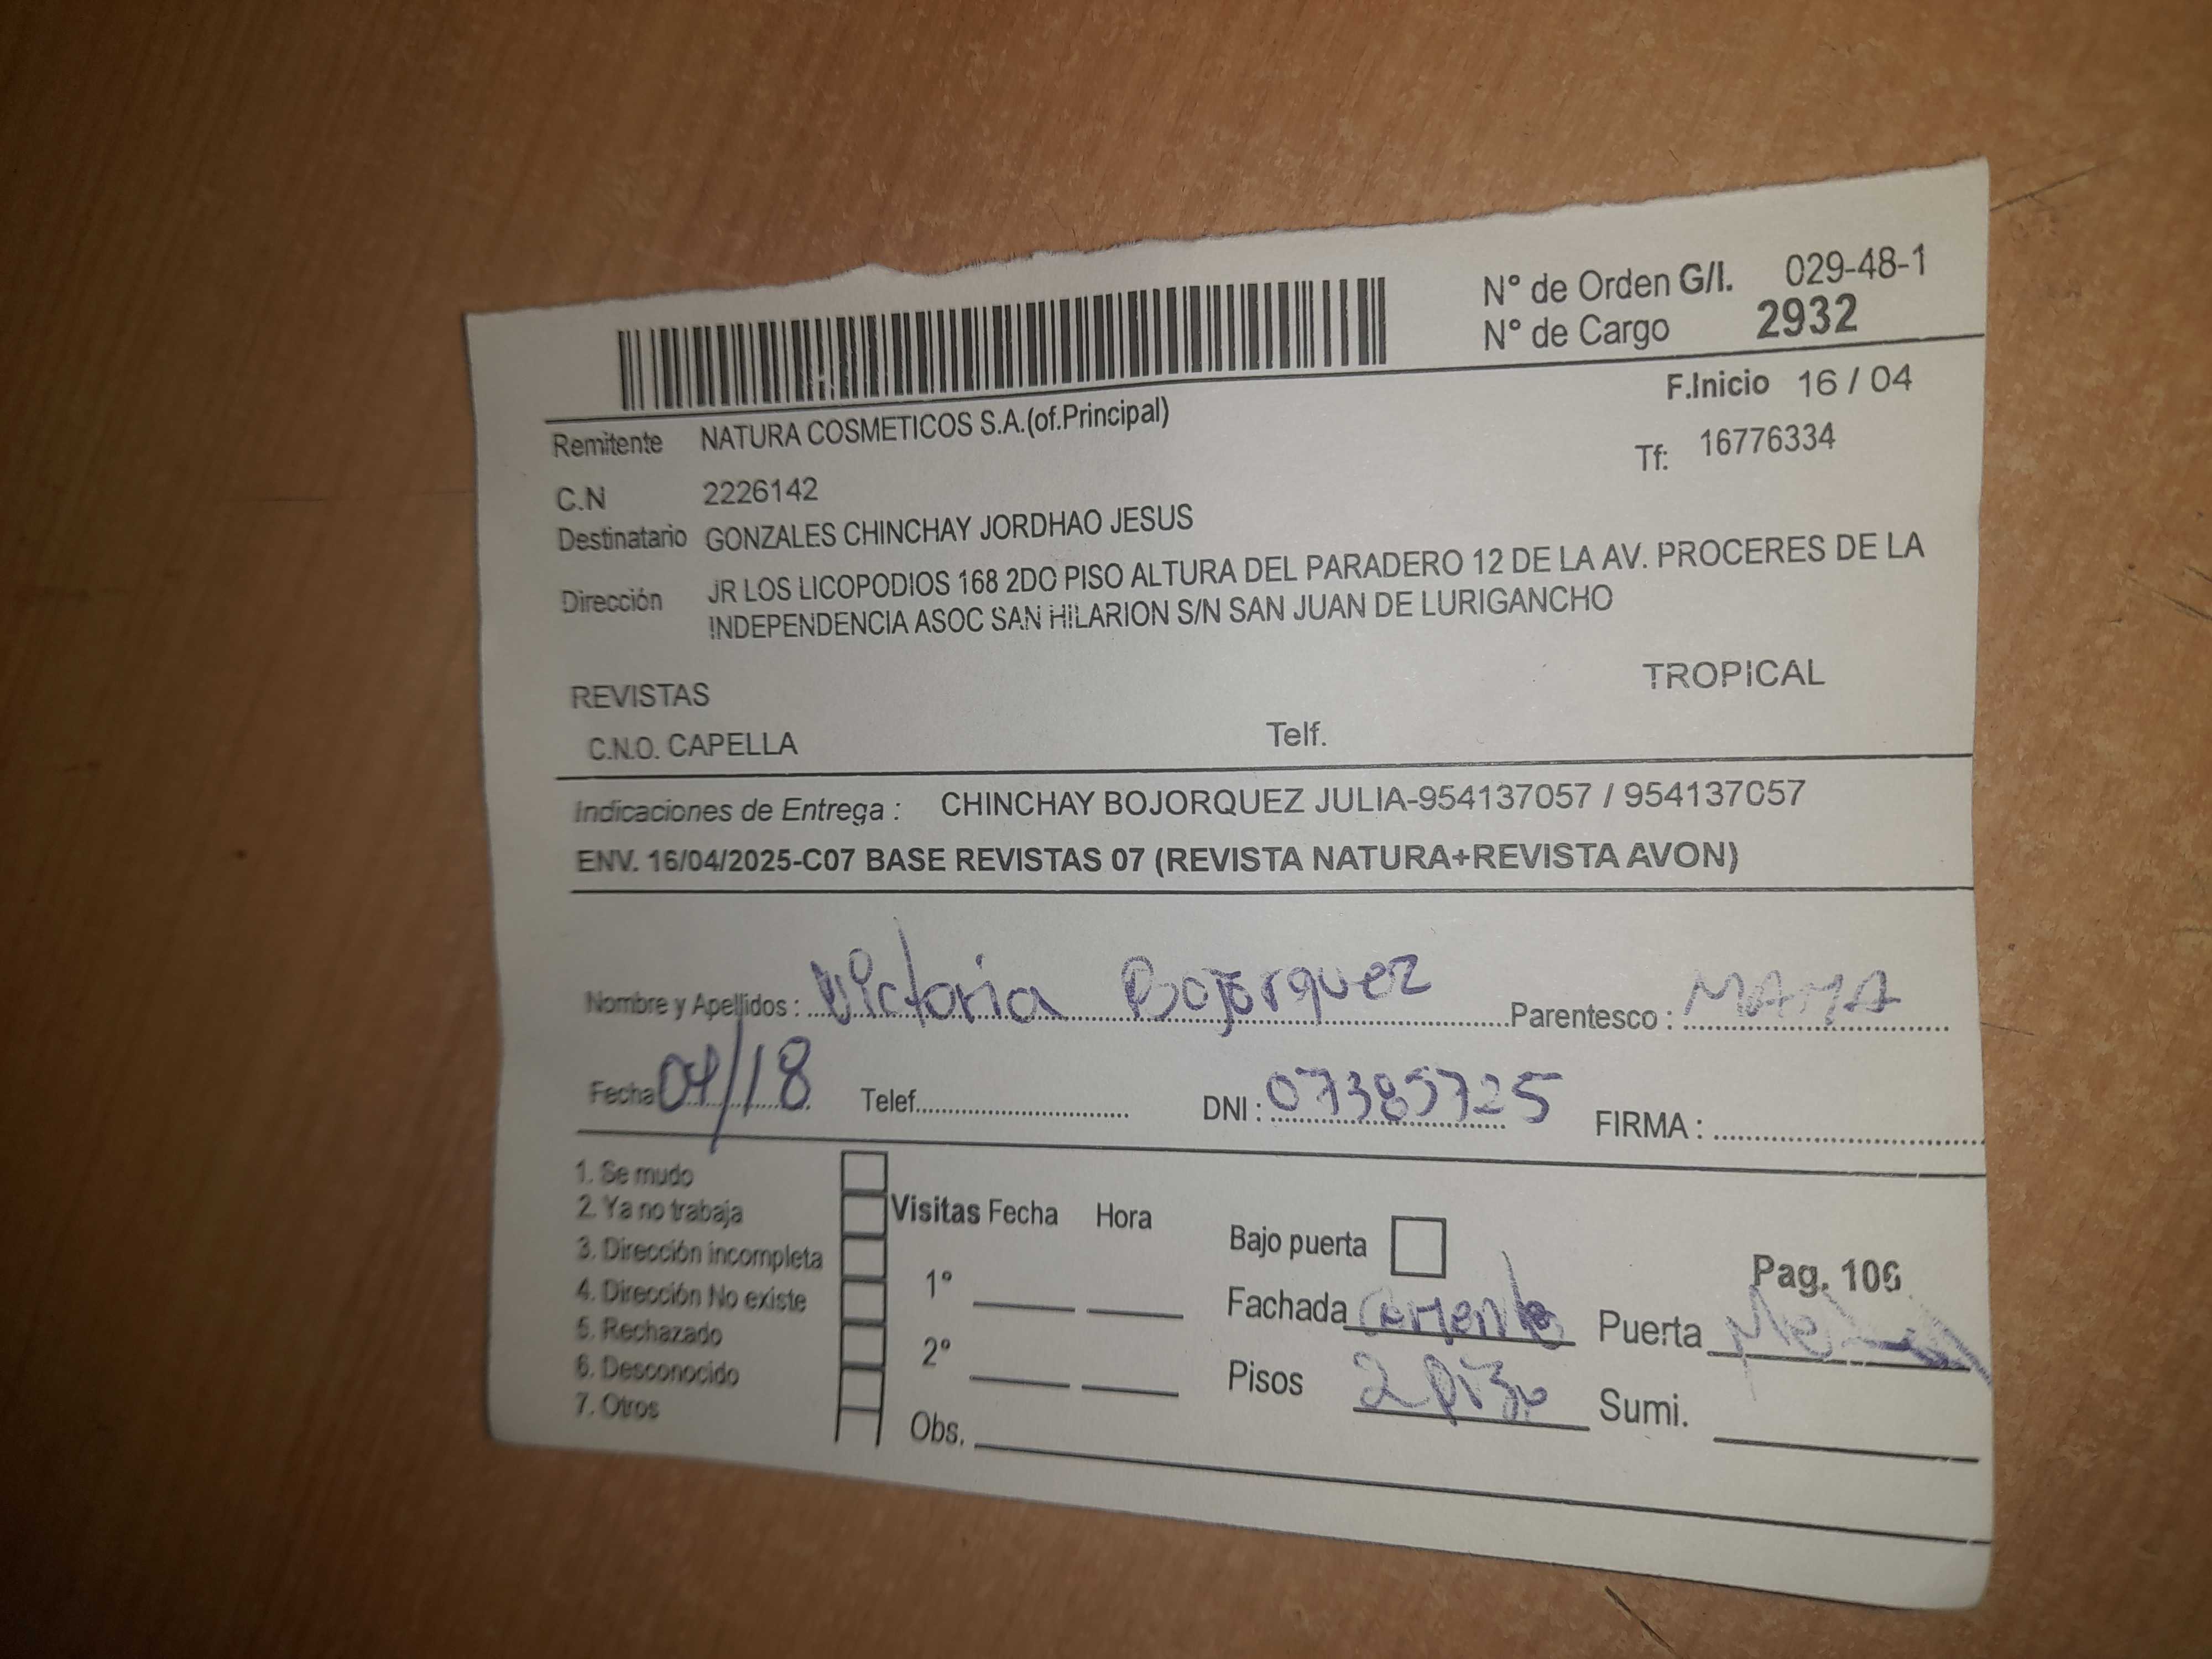 N° de Orden G/I. 029-48-1
N° de Cargo 2932
F.Inicio 16 / 04
Remitente NATURA COSMETICOS S.A.(of.Principal)
Tf: 16776334
C.N 2226142
Destinatario GONZALES CHINCHAY JORDHAO JESUS
Dirección JR LOS LICOPODIOS 168 2DO PISO ALTURA DEL PARADERO 12 DE LA AV. PROCERES DE LA
INDEPENDENCIA ASOC SAN HILARION S/N SAN JUAN DE LURIGANCHO
REVISTAS TROPICAL
C.N.O. CAPELLA Telf.
Indicaciones de Entrega : CHINCHAY BOJORQUEZ JULIA-954137057 / 954137057
ENV. 16/04/2025-C07 BASE REVISTAS 07 (REVISTA NATURA+REVISTA AVON)
Nombre y Apellidos : Victoria Bojorquez Parentesco : MAMA
Fecha 04/18 Telef. DNI : 07385725 FIRMA :
1. Se mudo
2. Ya no trabaja
3. Dirección incompleta
4. Dirección No existe
5. Rechazado
6. Desconocido
7. Otros
Visitas Fecha Hora
1°
2°
Obs.
Bajo puerta
Pag. 106
Fachada Puerta
Pisos 2 Sumi.